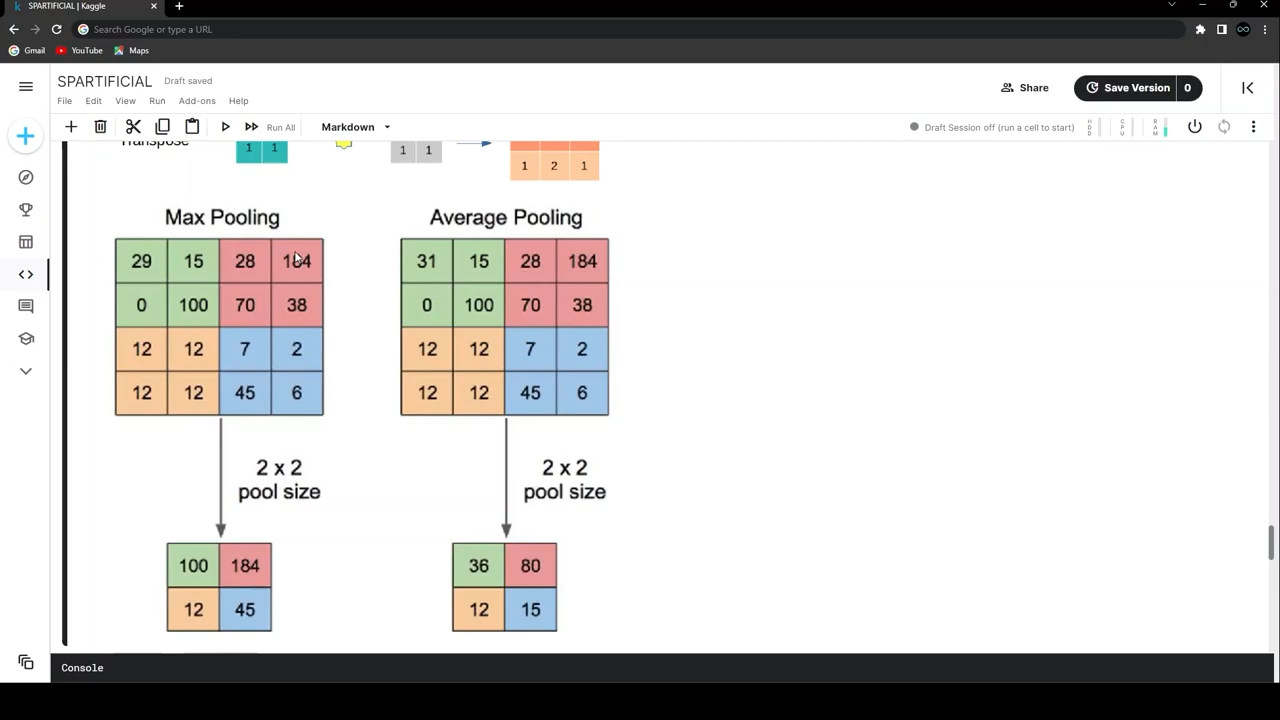 SPARTIFICIAL | Kaggle
Search Google or type a URL
Gmail YouTube Maps
SPARTIFICIAL Draft saved
File Edit View Run Add-ons Help
Share
Save Version 0
Run All Markdown
Draft Session off (run a cell to start)
HDD CPU RAM
Transpose
1 1
1 1
1 2 1
Max Pooling
29 15 28 184
0 100 70 38
12 12 7 2
12 12 45 6
2 x 2
pool size
100 184
12 45
Average Pooling
31 15 28 184
0 100 70 38
12 12 7 2
12 12 45 6
2 x 2
pool size
36 80
12 15
Console